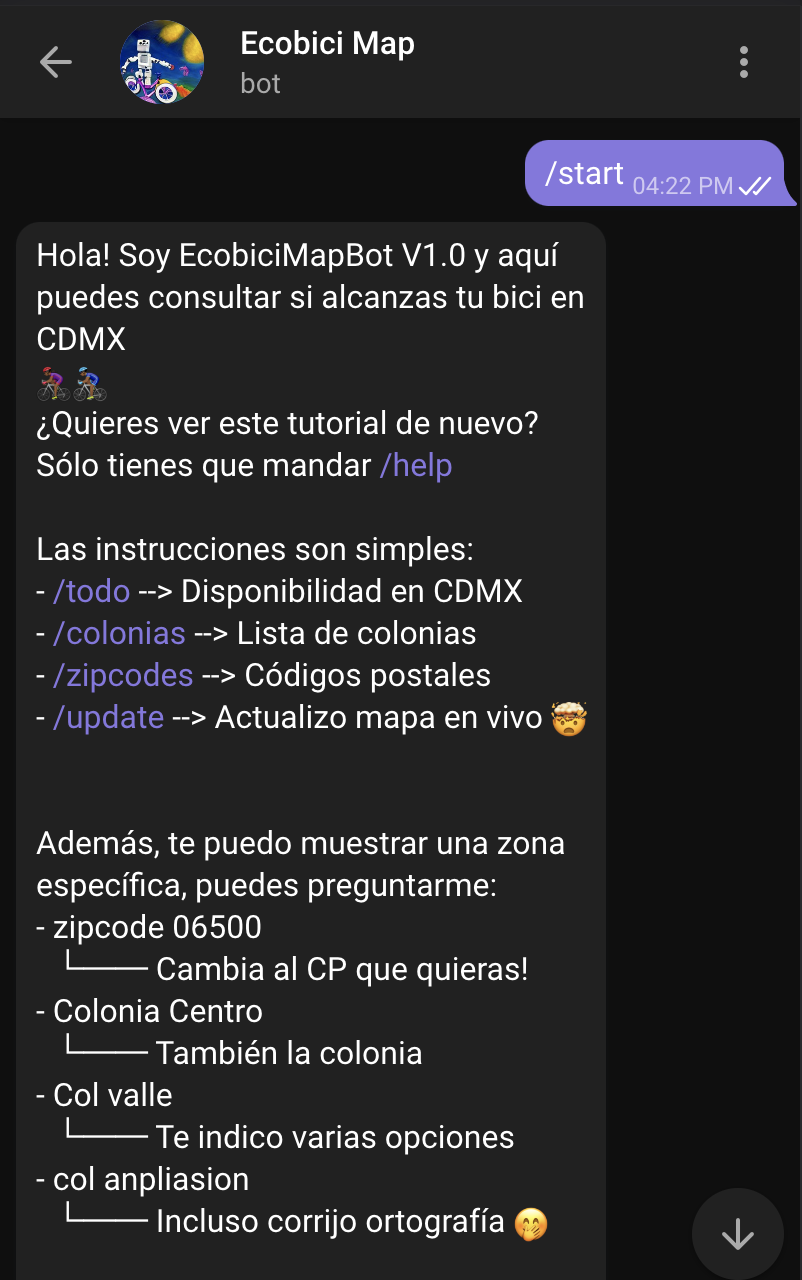 Ecobici Map
bot
/start 04:22 PM
Hola! Soy EcobiciMapBot V1.0 y aquí
puedes consultar si alcanzas tu bici en
CDMX
🚴🏾‍♀️🚴🏾‍♂️
¿Quieres ver este tutorial de nuevo?
Sólo tienes que mandar /help
Las instrucciones son simples:
- /todo --> Disponibilidad en CDMX
- /colonias --> Lista de colonias
- /zipcodes --> Códigos postales
- /update --> Actualizo mapa en vivo 🤯
Además, te puedo muestrar una zona
específica, puedes preguntarme:
- zipcode 06500
└── Cambia al CP que quieras!
- Colonia Centro
└── También la colonia
- Col valle
└── Te indico varias opciones
- col anpliasion
└── Incluso corrijo ortografía 🤭